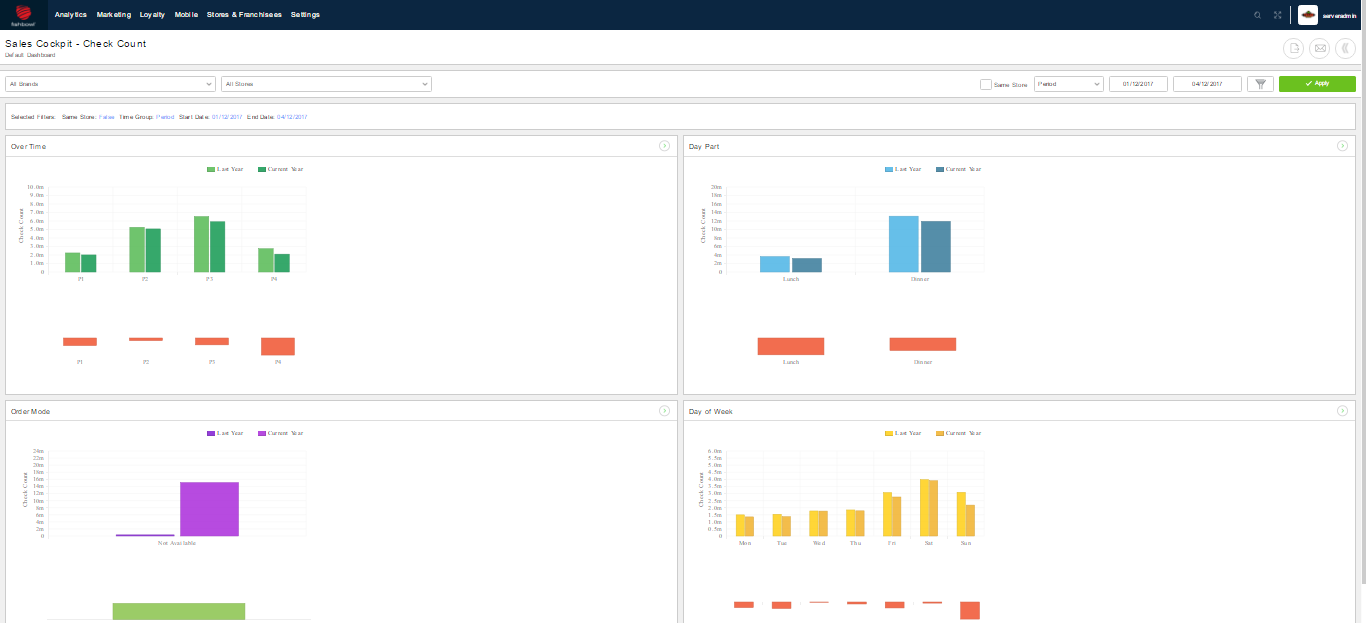 fishbowl Analytics Marketing Loyalty Mobile Stores & Franchisees Settings serveradmin
Sales Cockpit - Check Count
Default Dashboard
All Brands All Stores Same Store Period 01/12/2017 04/12/2017 Apply
Selected Filters: Same Store: False Time Group: Period Start Date: 01/12/2017 End Date: 04/12/2017
Over Time
Last Year Current Year
10.0m
9.0m
8.0m
7.0m
6.0m
5.0m
4.0m
3.0m
2.0m
1.0m
0
Check Count
P1 P2 P3 P4
P1 P2 P3 P4
Day Part
Last Year Current Year
20m
18m
16m
14m
12m
10m
8m
6m
4m
2m
0
Check Count
Lunch Dinner
Lunch Dinner
Order Mode
Last Year Current Year
24m
22m
20m
18m
16m
14m
12m
10m
8m
6m
4m
2m
0
Check Count
Not Available
Day of Week
Last Year Current Year
6.0m
5.5m
5.0m
4.5m
4.0m
3.5m
3.0m
2.5m
2.0m
1.5m
1.0m
0.5m
0
Check Count
Mon Tue Wed Thu Fri Sat Sun